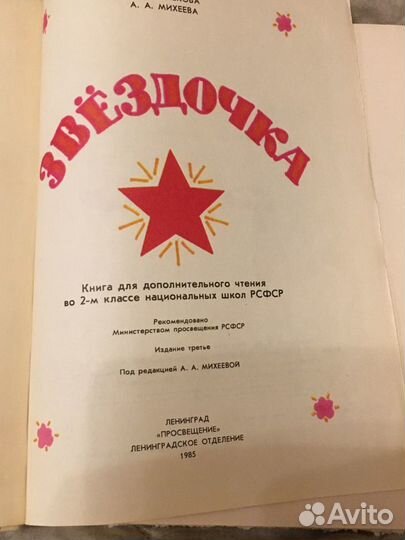 А. А. МИХЕЕВА
ЗВЁЗДОЧКА
Книга для дополнительного чтения
во 2-м классе национальных школ РСФСР
Рекомендовано
Министерством просвещения РСФСР
Издание третье
Под редакцией А. А. МИХЕЕВОЙ
ЛЕНИНГРАД
«ПРОСВЕЩЕНИЕ»
ЛЕНИНГРАДСКОЕ ОТДЕЛЕНИЕ
1985
Avito